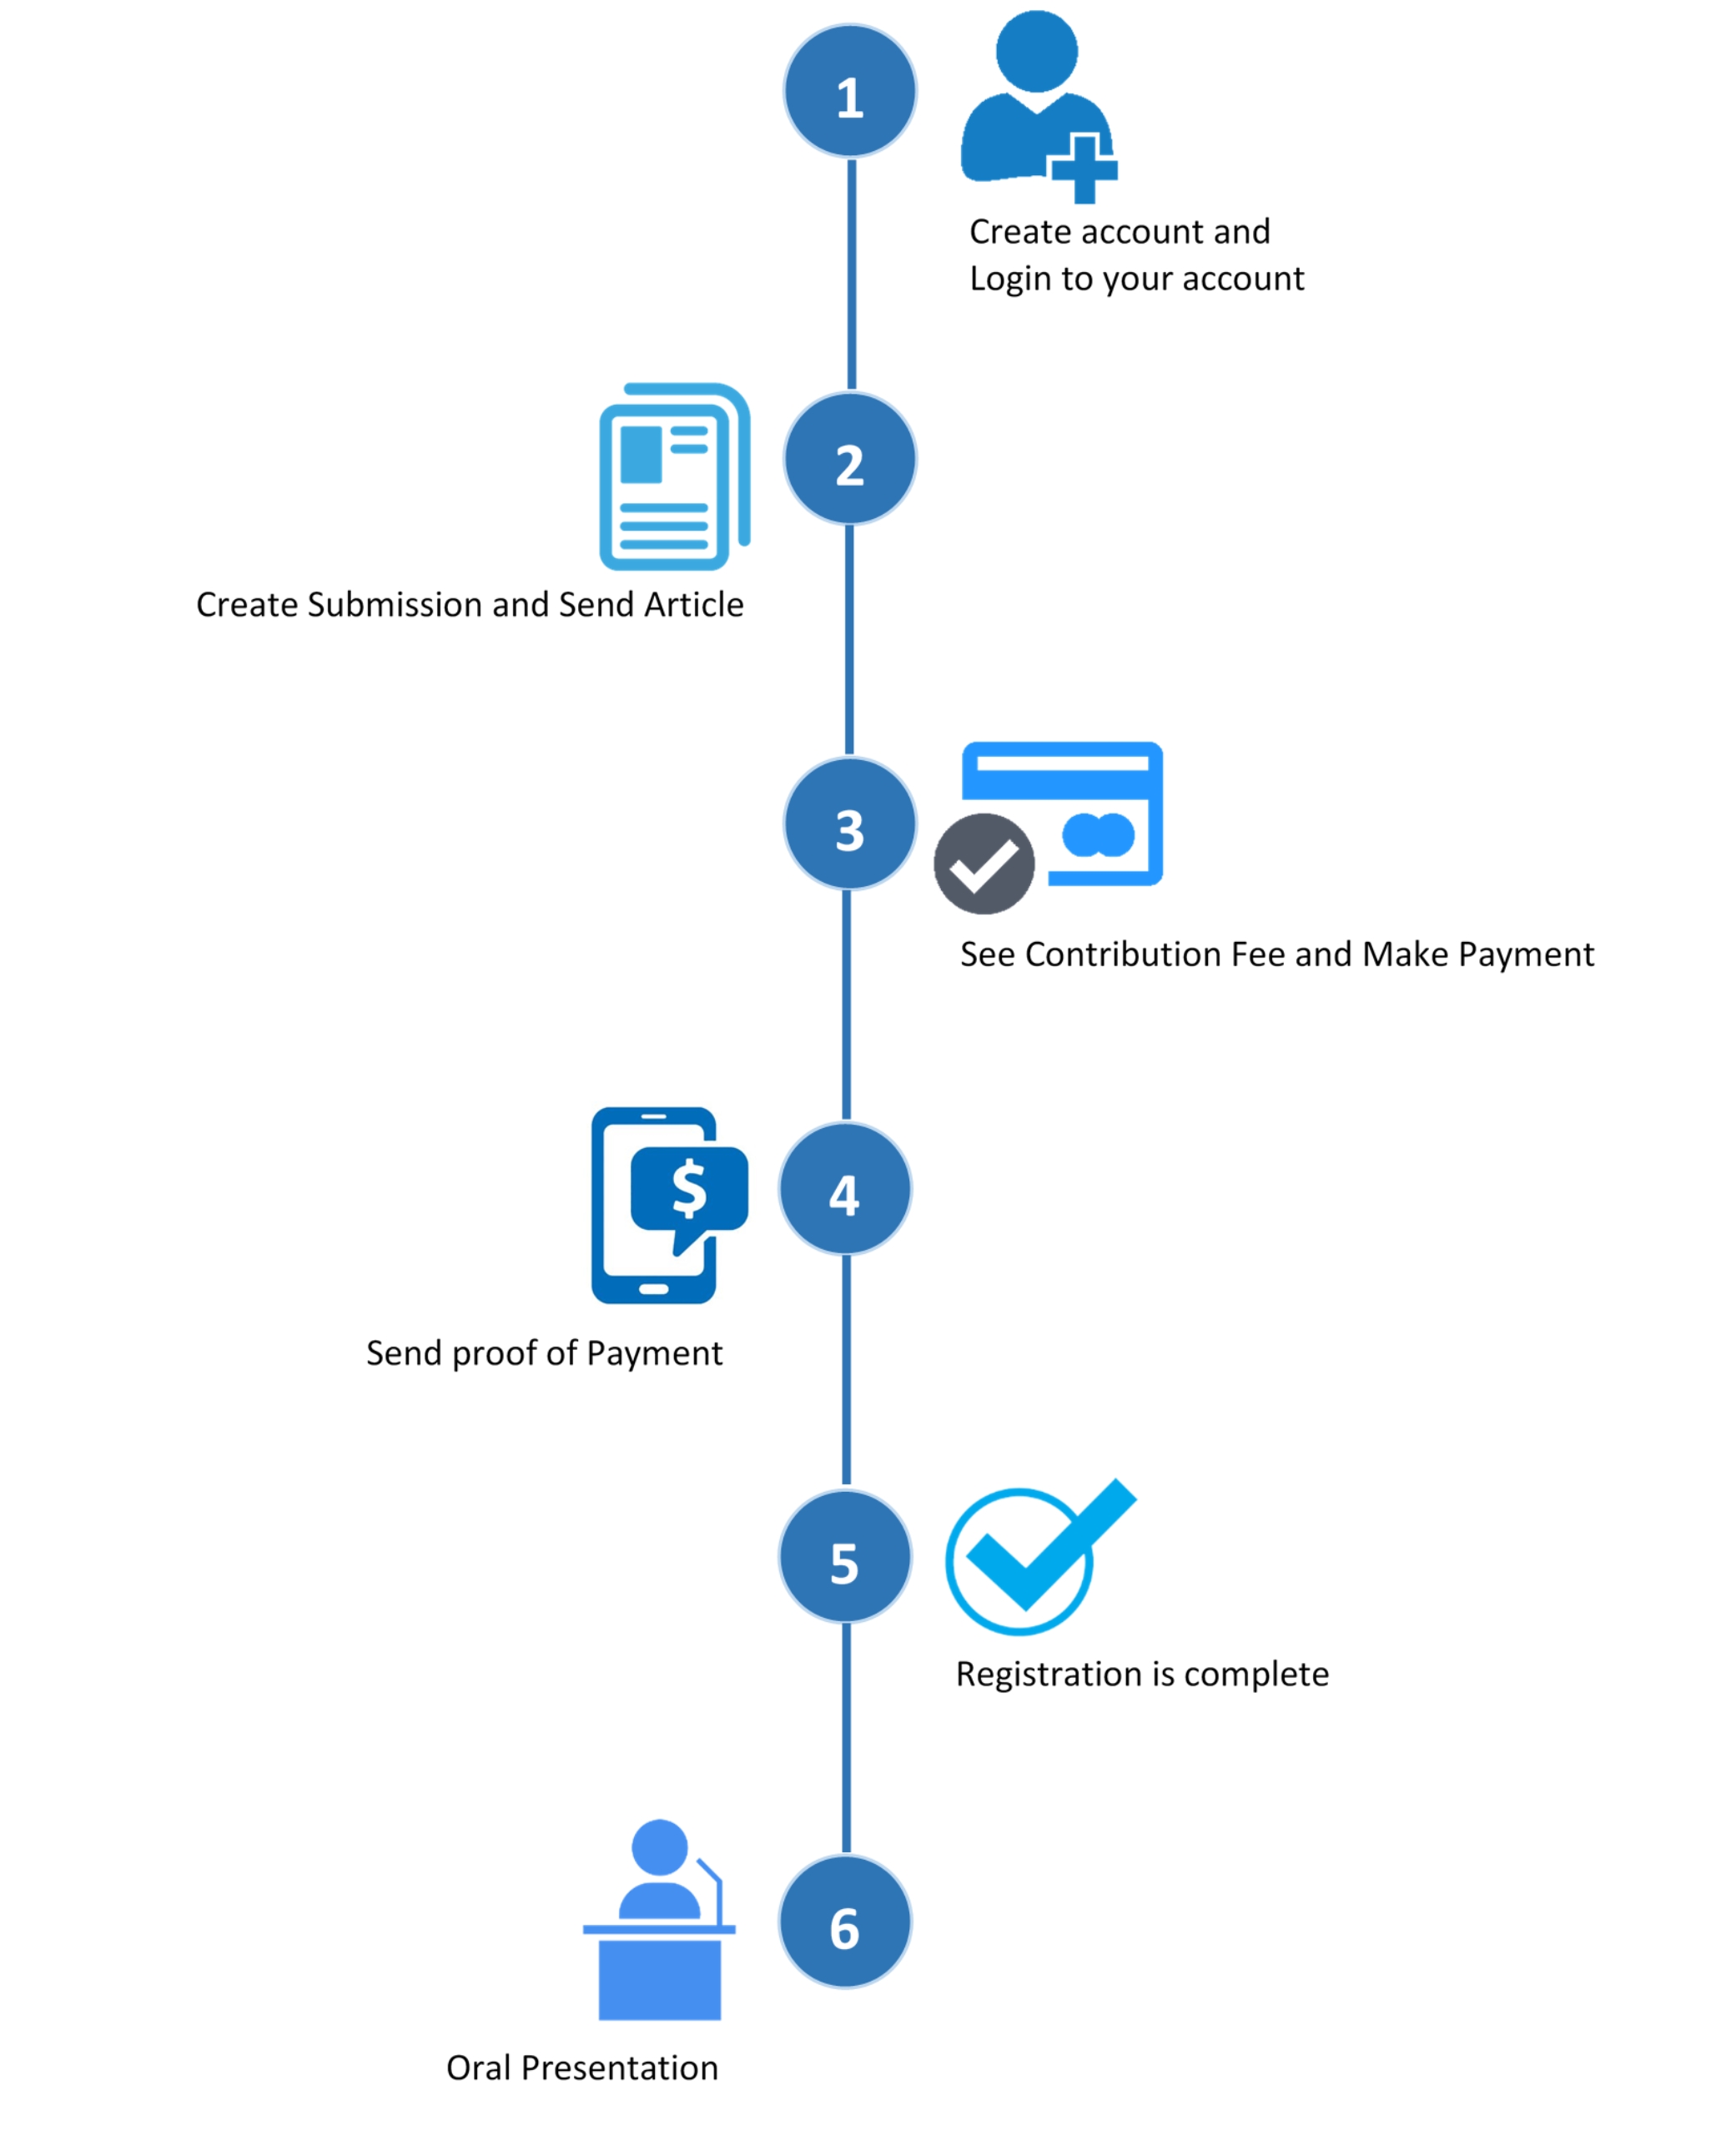 1
Create account and
Login to your account
2
Create Submission and Send Article
3
See Contribution Fee and Make Payment
4
$
Send proof of Payment
5
Registration is complete
6
Oral Presentation